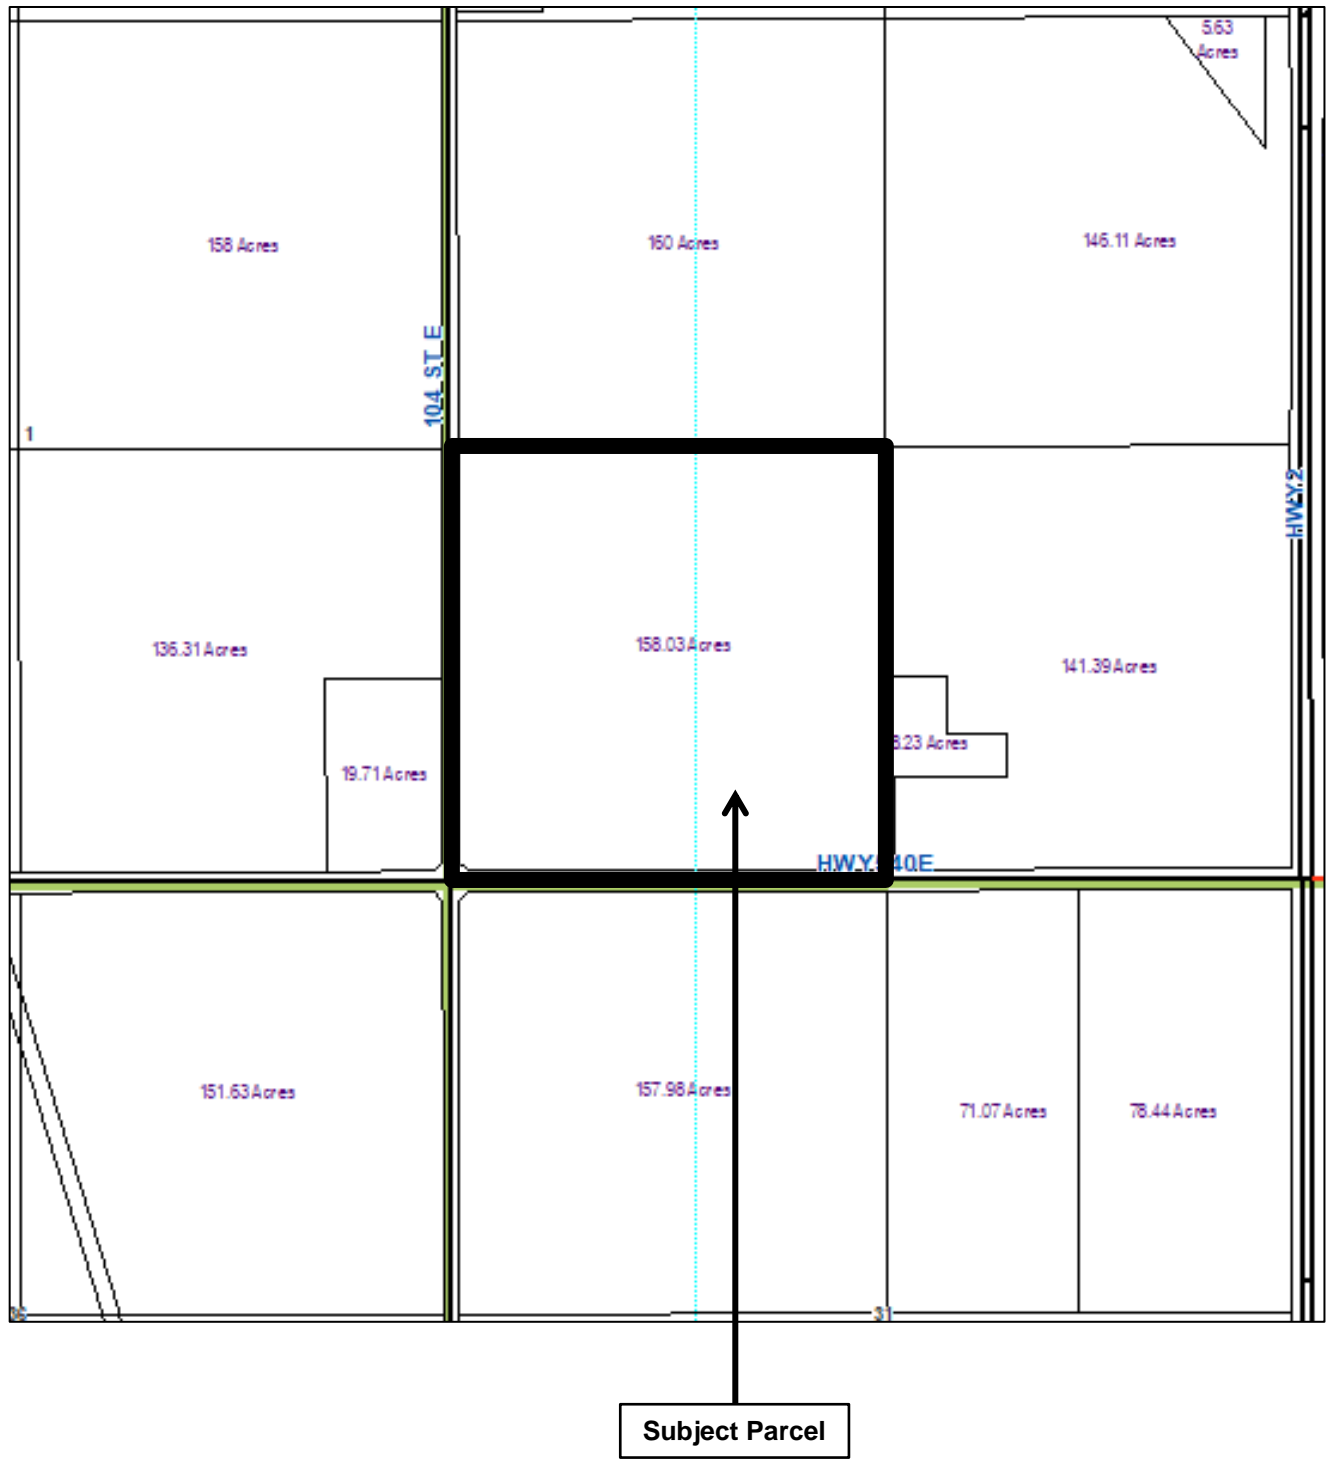 5.63
Acres
158 Acres
160 Acres
146.11 Acres
104 ST E
1
HWY 2
136.31 Acres
158.03 Acres
141.39 Acres
19.71 Acres
Acres
151.63 Acres
157.98 Acres
71.07 Acres
78.44 Acres
36
31
Subject Parcel